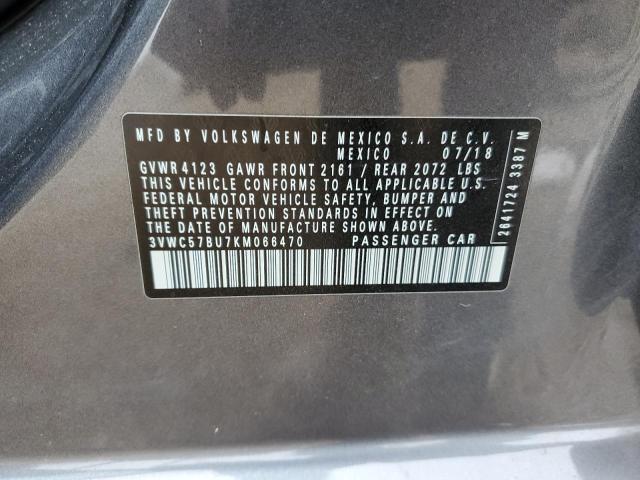 MFD BY VOLKSWAGEN DE MEXICO S.A. DE C.V.
MEXICO 07/18
GVWR 4123 GAWR FRONT 2161 / REAR 2072 LBS
THIS VEHICLE CONFORMS TO ALL APPLICABLE U.S.
FEDERAL MOTOR VEHICLE SAFETY, BUMPER AND
THEFT PREVENTION STANDARDS IN EFFECT ON
THE DATE OF MANUFACTURE SHOWN ABOVE.
3VWC57BU7KM066470 PASSENGER CAR
2641724 3387 M